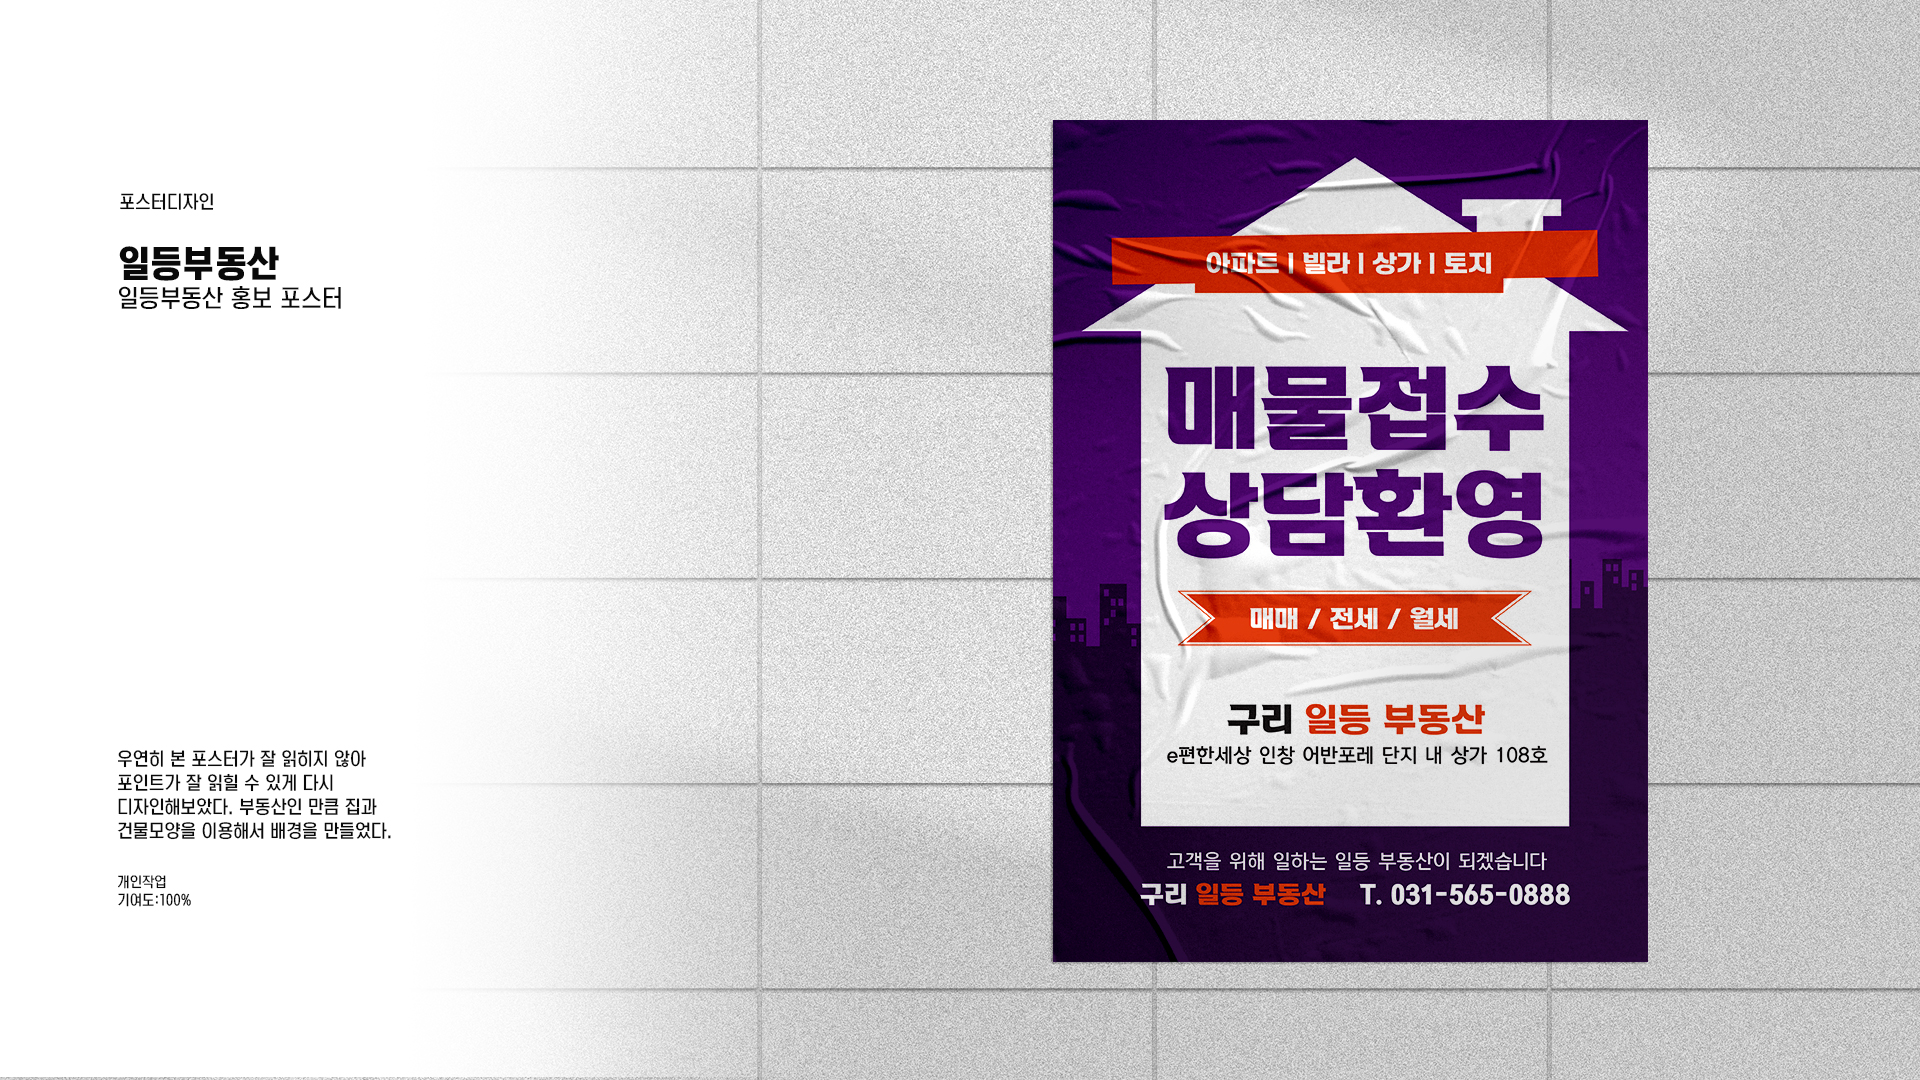 포스터디자인
일등부동산
일등부동산 홍보 포스터
우연히 본 포스터가 잘 읽히지 않아
포인트가 잘 읽힐 수 있게 다시
디자인해보았다. 부동산인 만큼 집과
건물모양을 이용해서 배경을 만들었다.
개인작업
기여도:100%
아파트 | 빌라 | 상가 | 토지
매물접수
상담환영
매매 / 전세 / 월세
구리 일등 부동산
e편한세상 인창 어반포레 단지 내 상가 108호
고객을 위해 일하는 일등 부동산이 되겠습니다
구리 일등 부동산 T. 031-565-0888